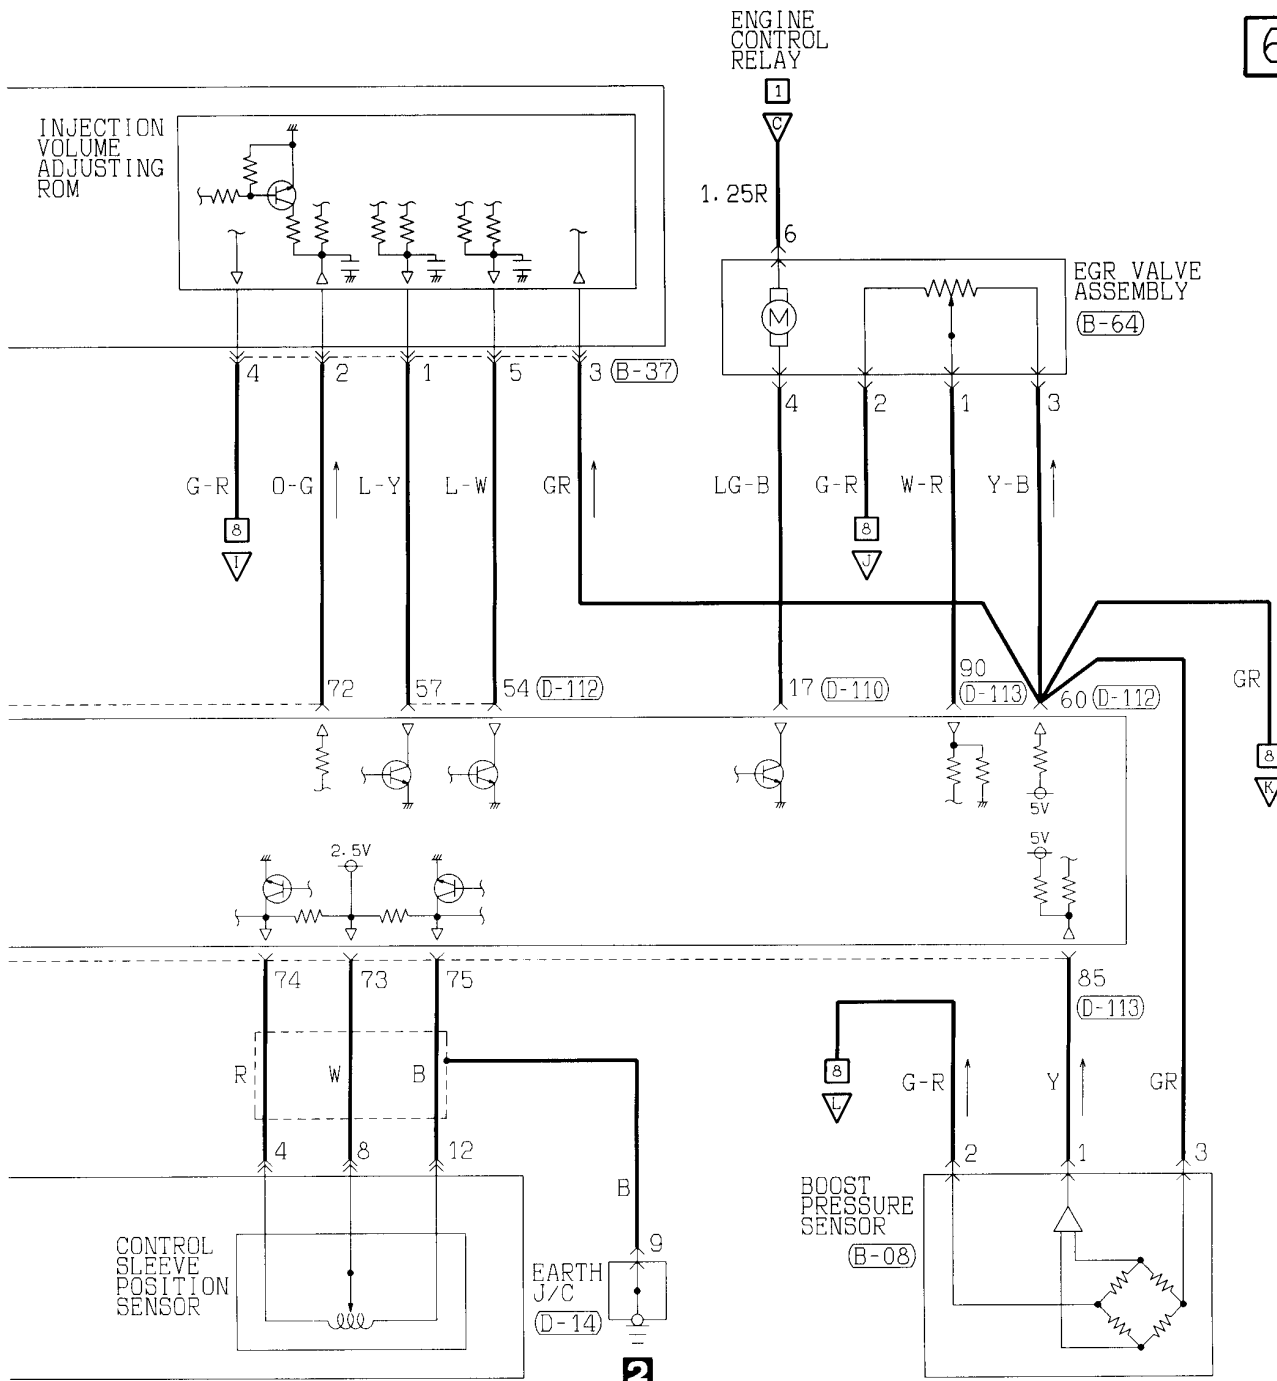 ENGINE
CONTROL
RELAY
6
1
C
INJECTION
VOLUME
ADJUSTING
ROM
1.25R
6
EGR VALVE
ASSEMBLY
B-64
M
4 2 1 5 3 B-37
4 2 1 3
G-R O-G L-Y L-W GR LG-B G-R W-R Y-B
8 8
I J
72 57 54 D-112 17 D-110 90 D-113 60 D-112
GR
8
K
5V
5V
2.5V
74 73 75 85
D-113
R W B
8
L
G-R Y GR
4 8 12 2 1 3
B
9
BOOST
PRESSURE
SENSOR
B-08
CONTROL
SLEEVE
POSITION
SENSOR
EARTH
J/C
D-14
2